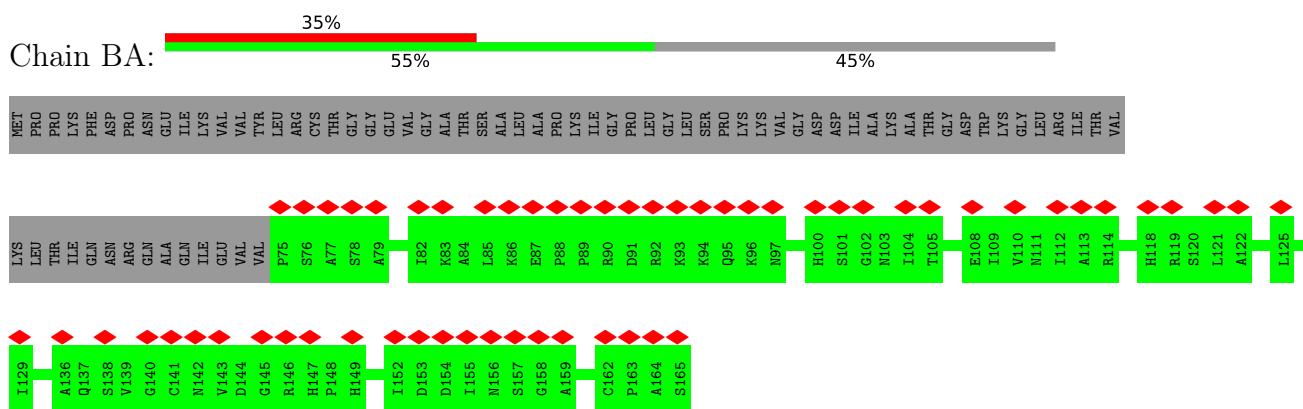 35%
Chain BA:
55% 45%
MET PRO PRO LYS PHE ASP PRO ASN GLU ILE LYS VAL VAL TYR LEU ARG CYS THR GLY GLY GLU VAL GLY ALA THR SER ALA LEU ALA PRO LYS ILE GLY PRO LEU GLY LEU SER PRO LYS LYS VAL GLY ASP ASP ILE ALA LYS ALA THR GLY ASP TRP LYS GLY LEU ARG ILE THR VAL
LYS LEU THR ILE GLN ASN ARG GLN ALA GLN ILE GLU VAL VAL P75 S76 A77 S78 A79 I82 K83 A84 L85 K86 E87 P88 P89 R90 D91 R92 K93 K94 Q95 K96 N97 H100 S101 G102 N103 I104 T105 E108 I109 V110 N111 I112 A113 R114 H118 R119 S120 L121 A122 L125
I129 A136 Q137 S138 V139 G140 C141 N142 V143 D144 G145 R146 H147 P148 H149 I152 D153 D154 I155 N156 S157 G158 A159 C162 P163 A164 S165